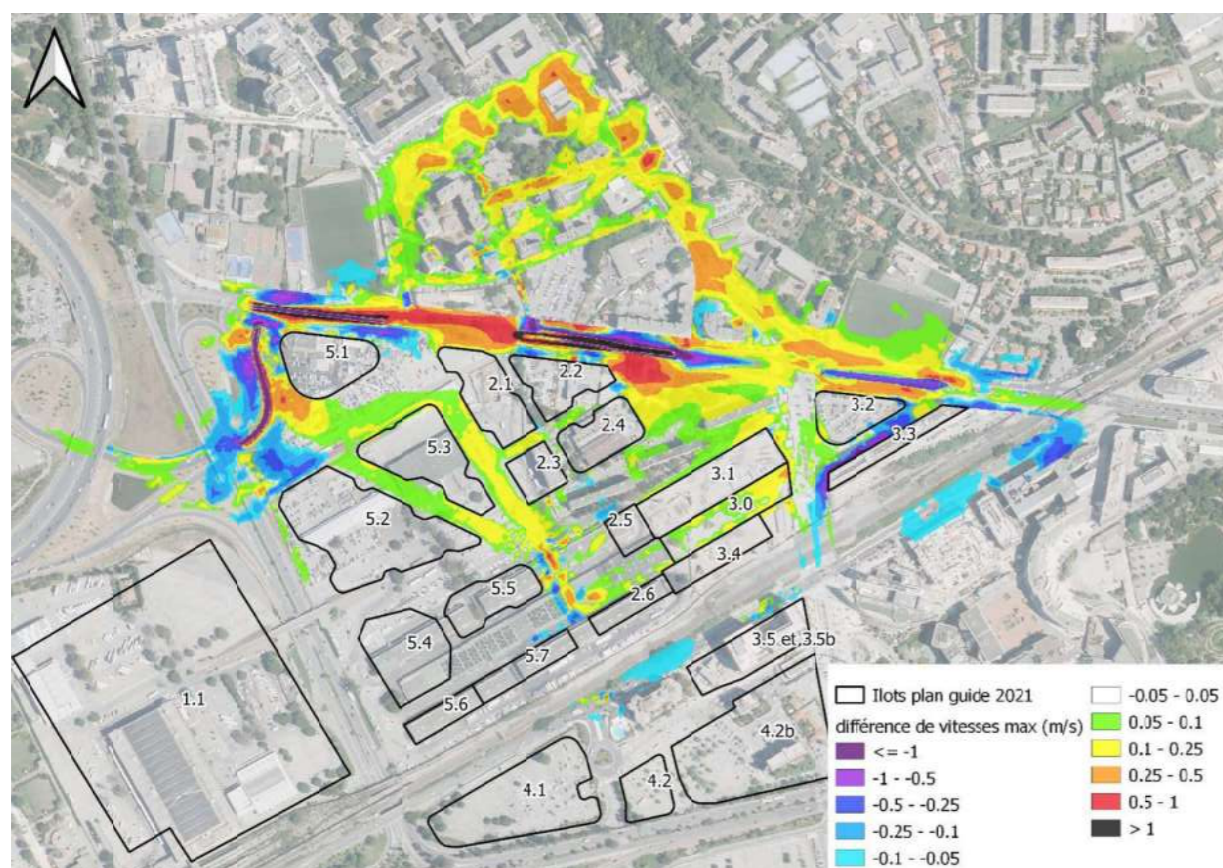 5.1
2.1
2.2
3.2
3.3
2.4
5.3
2.3
3.1
3.0
2.5
5.2
3.4
5.5
2.6
5.4
5.7
3.5 et,3.5b
1.1
5.6
4.2b
4.1
4.2
Ilots plan guide 2021
différence de vitesses max (m/s)
<= -1
-1 - -0.5
-0.5 - -0.25
-0.25 - -0.1
-0.1 - -0.05
-0.05 - 0.05
0.05 - 0.1
0.1 - 0.25
0.25 - 0.5
0.5 - 1
> 1